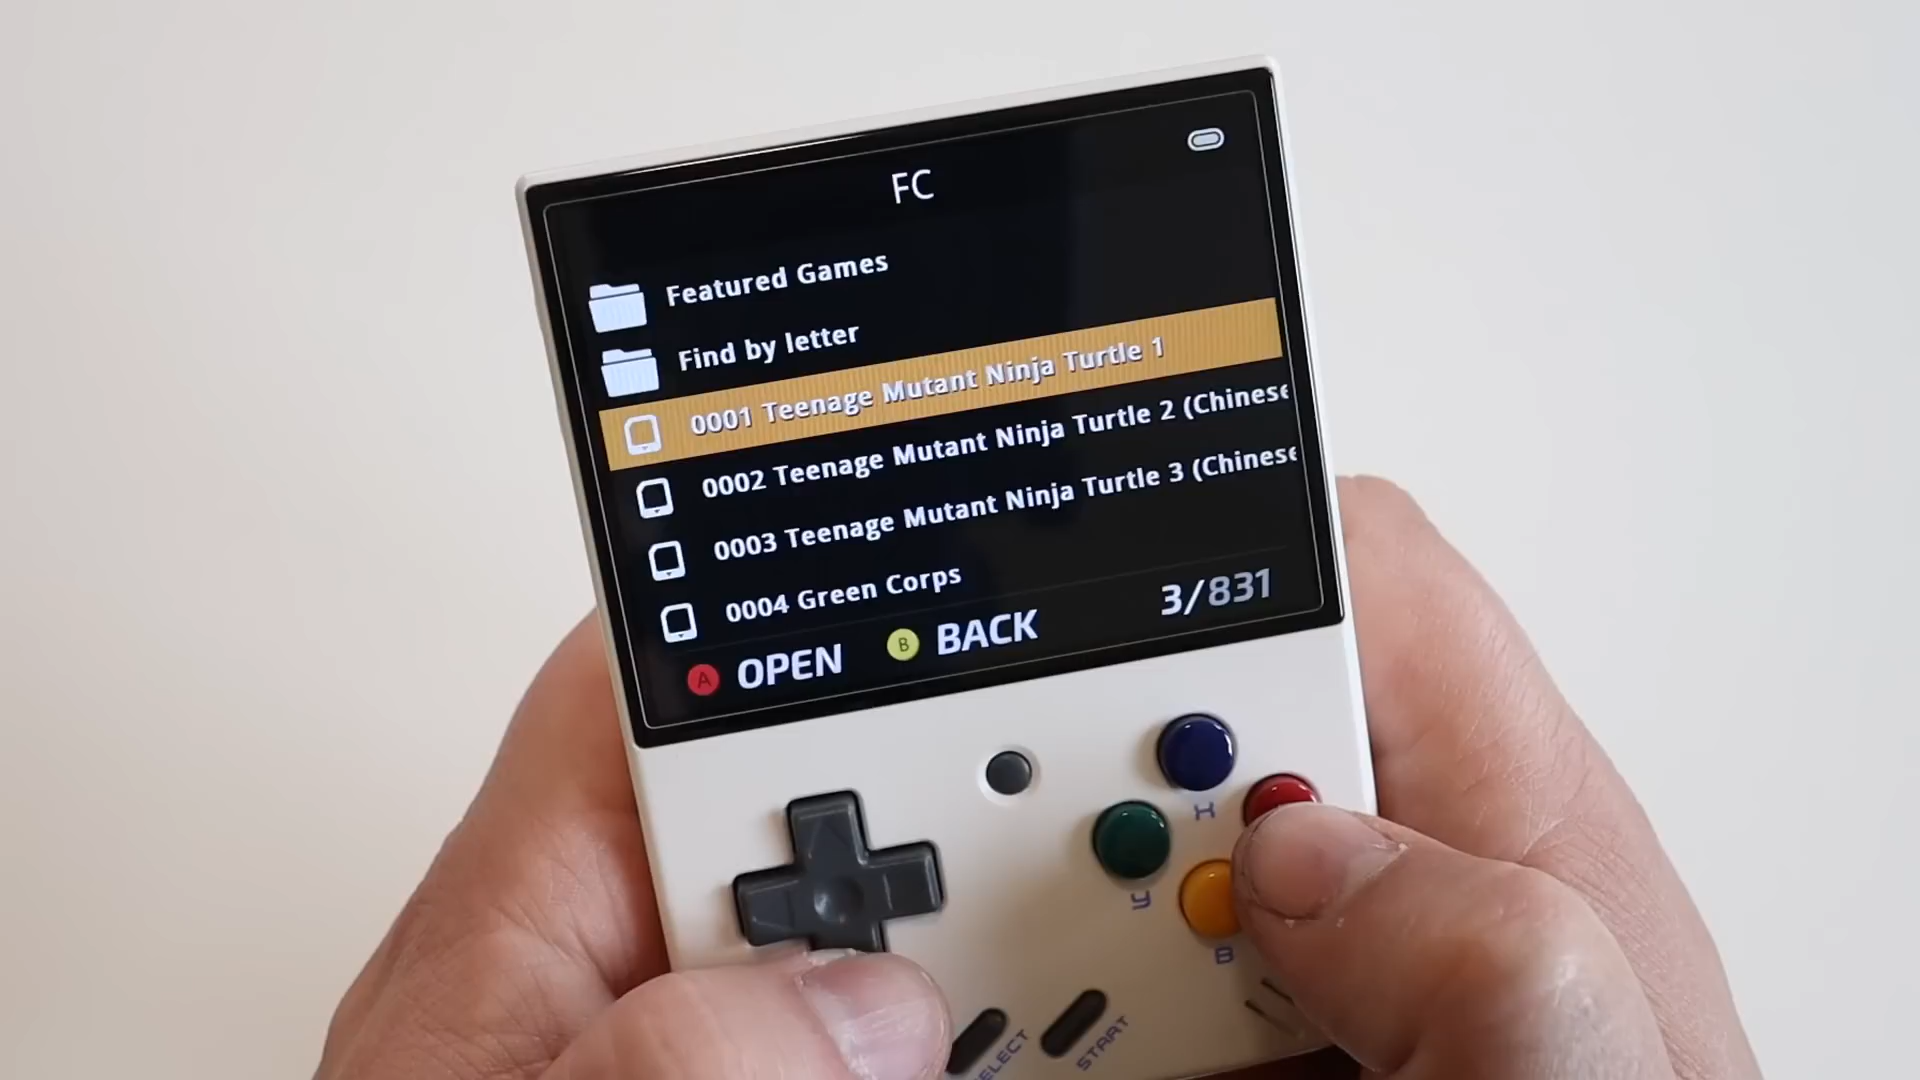 FC
Featured Games
Find by letter
0001 Teenage Mutant Ninja Turtle 1
0002 Teenage Mutant Ninja Turtle 2 (Chinese
0003 Teenage Mutant Ninja Turtle 3 (Chinese
0004 Green Corps
A OPEN B BACK 3/831
X
Y
B
SELECT
START